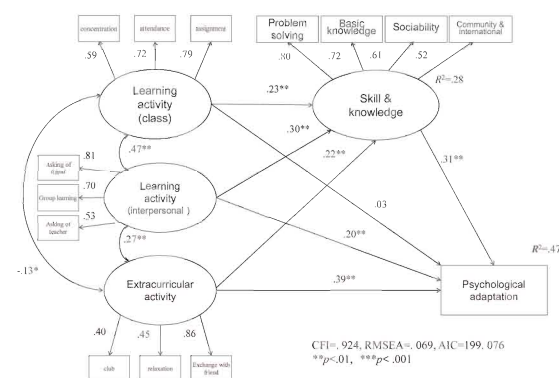 concentration
attendance
assignment
Problem
solving
Basic
knowledge
Sociability
Community &
International
.59
.72
.79
.80
.72
.61
.52
R²=.28
Learning
activity
(class)
.23**
Skill &
knowledge
.30**
.47**
.22**
.31**
.81
Asking of
.70
Group learning
.53
Asking of
teacher
Learning
activity
(interpersonal )
.03
.20**
.27**
R²=.47
-.13*
Extracurricular
activity
.39**
Psychological
adaptation
.40
.45
.86
club
relaxation
Exchange with
friend
CFI=. 924, RMSEA=. 069, AIC=199. 076
**p<.01, ***p< .001